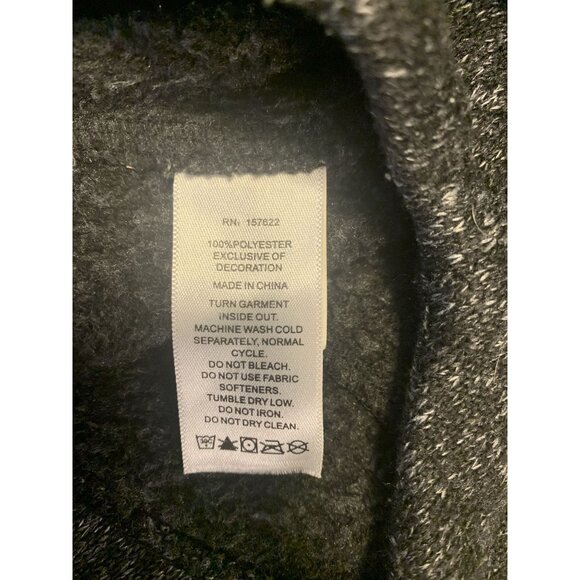 RN: 157622
100%POLYESTER
EXCLUSIVE OF
DECORATION
MADE IN CHINA
TURN GARMENT
INSIDE OUT.
MACHINE WASH COLD
SEPARATELY, NORMAL
CYCLE.
DO NOT BLEACH.
DO NOT USE FABRIC
SOFTENERS.
TUMBLE DRY LOW.
DO NOT IRON.
DO NOT DRY CLEAN.